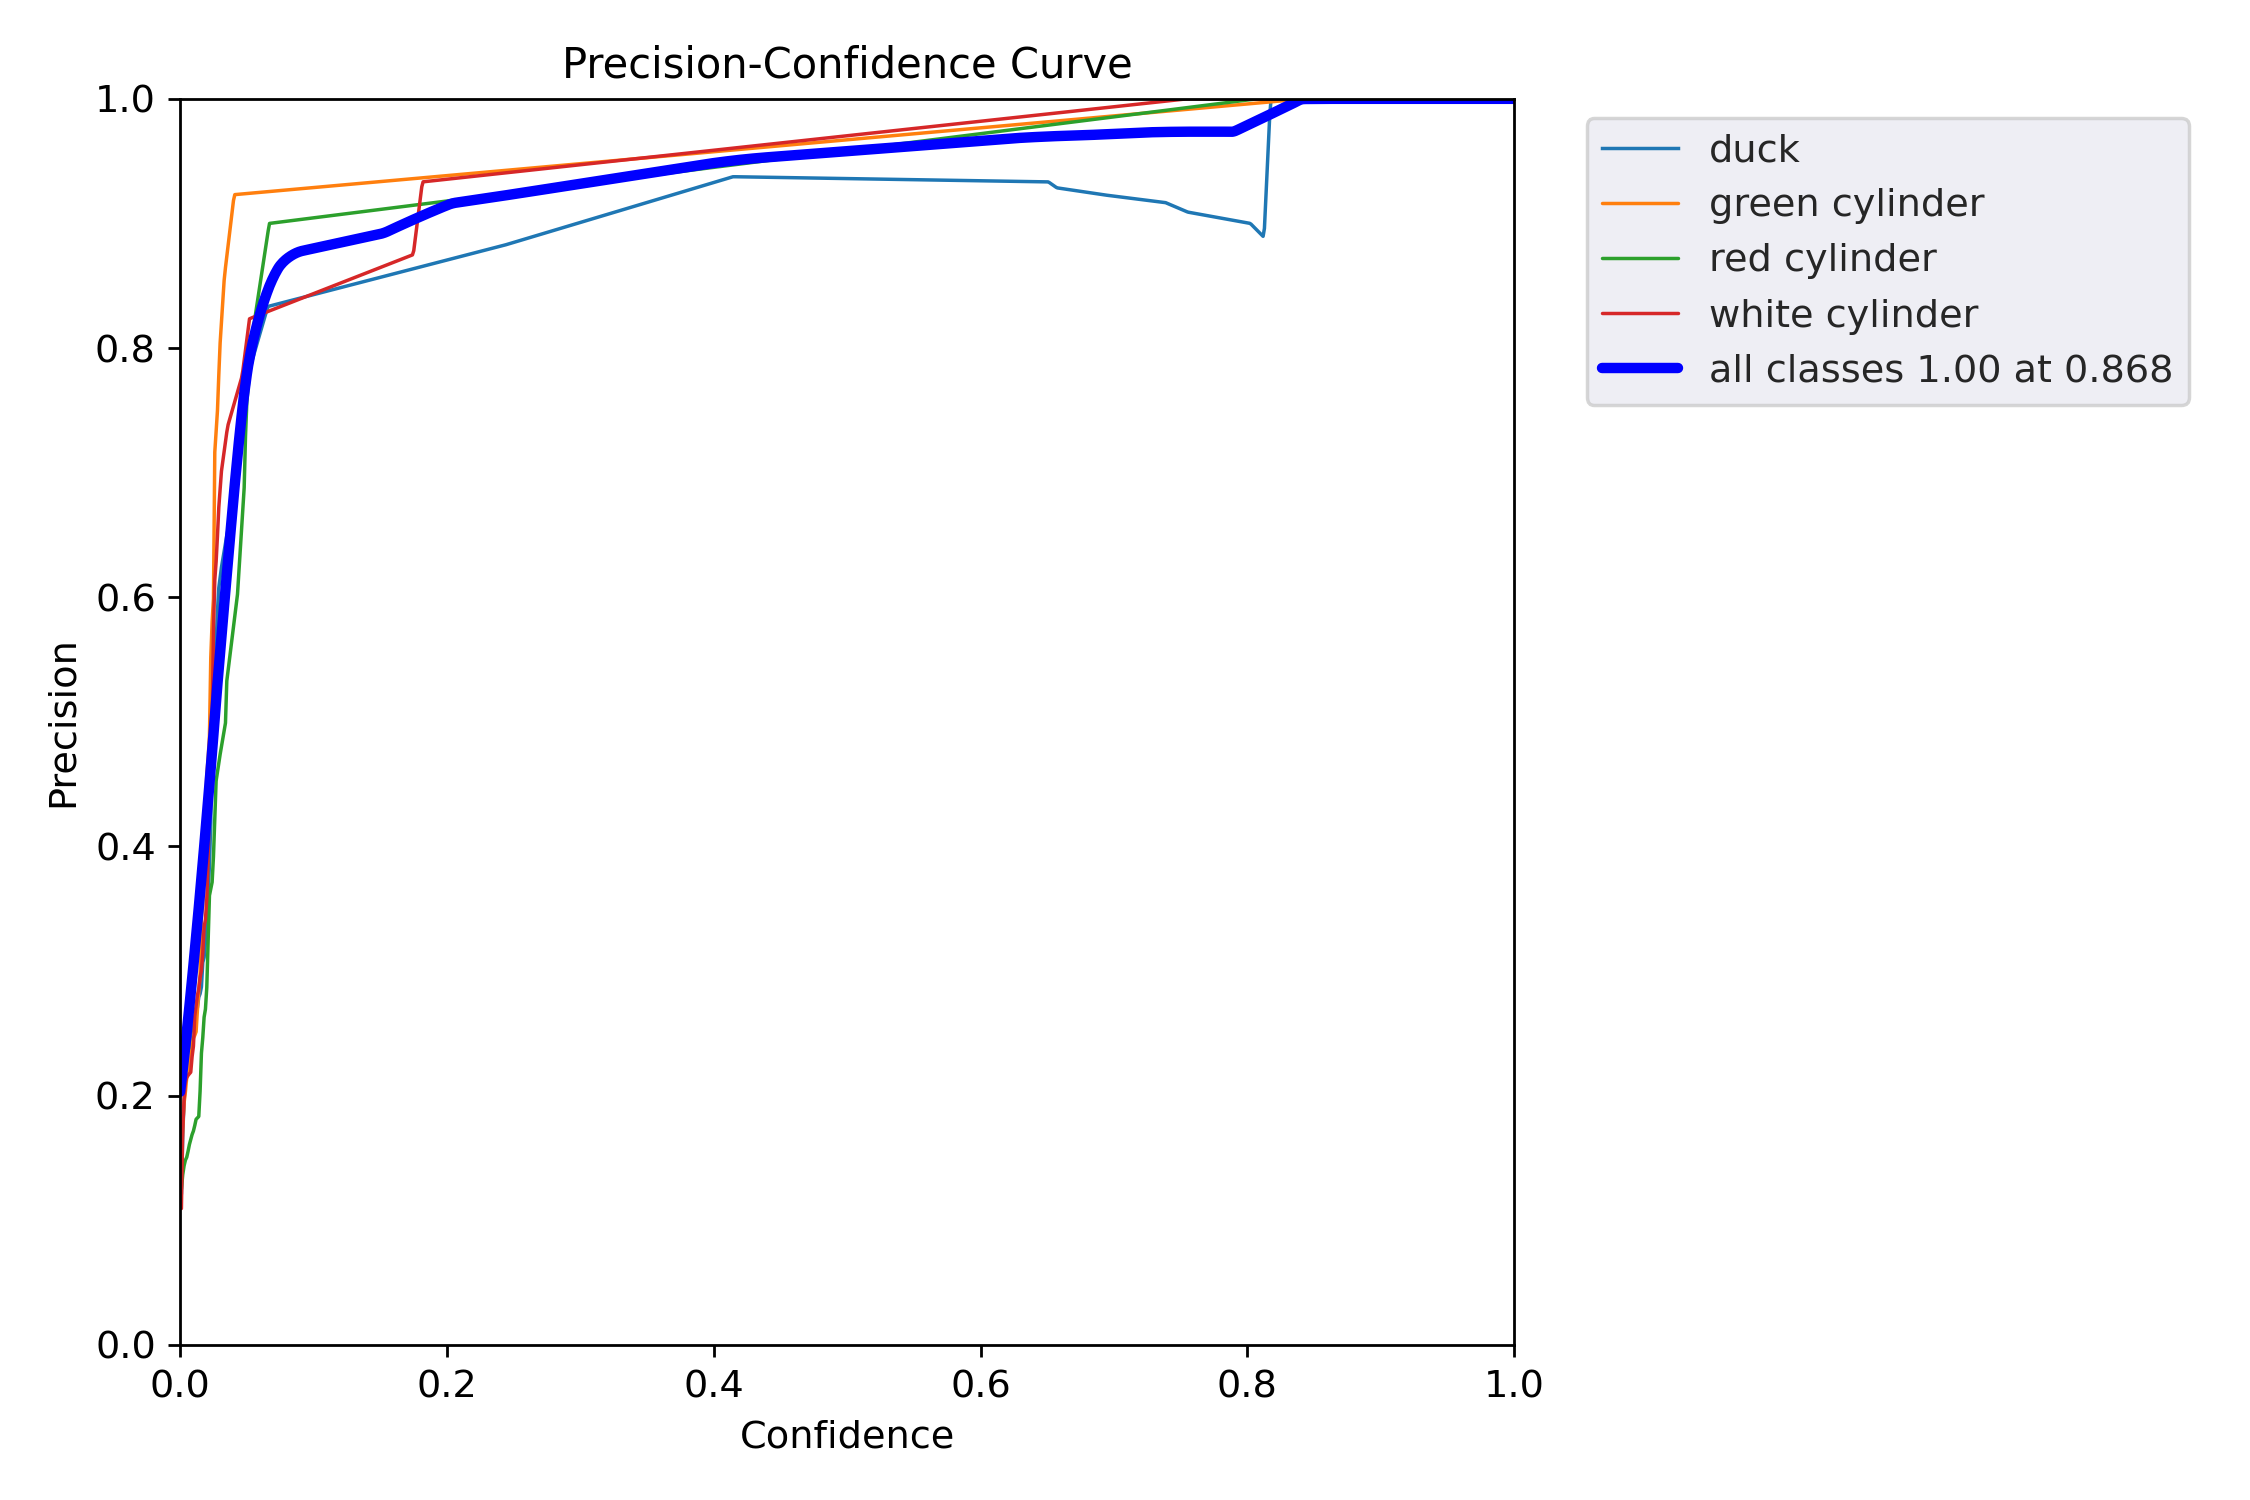 Precision-Confidence Curve
1.0
0.8
0.6
0.4
0.2
0.0
Precision
0.0 0.2 0.4 0.6 0.8 1.0
Confidence
duck
green cylinder
red cylinder
white cylinder
all classes 1.00 at 0.868